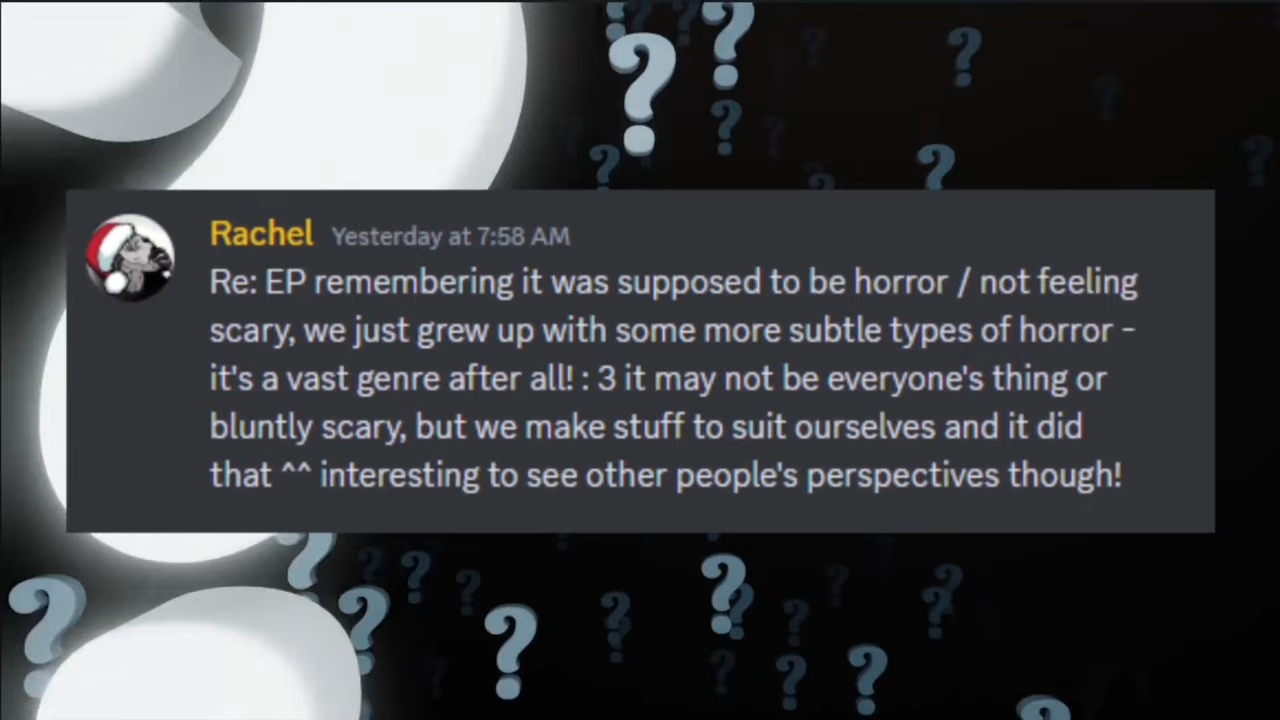 Rachel Yesterday at 7:58 AM
Re: EP remembering it was supposed to be horror / not feeling
scary, we just grew up with some more subtle types of horror -
it's a vast genre after all! : 3 it may not be everyone's thing or
bluntly scary, but we make stuff to suit ourselves and it did
that ^^ interesting to see other people's perspectives though!